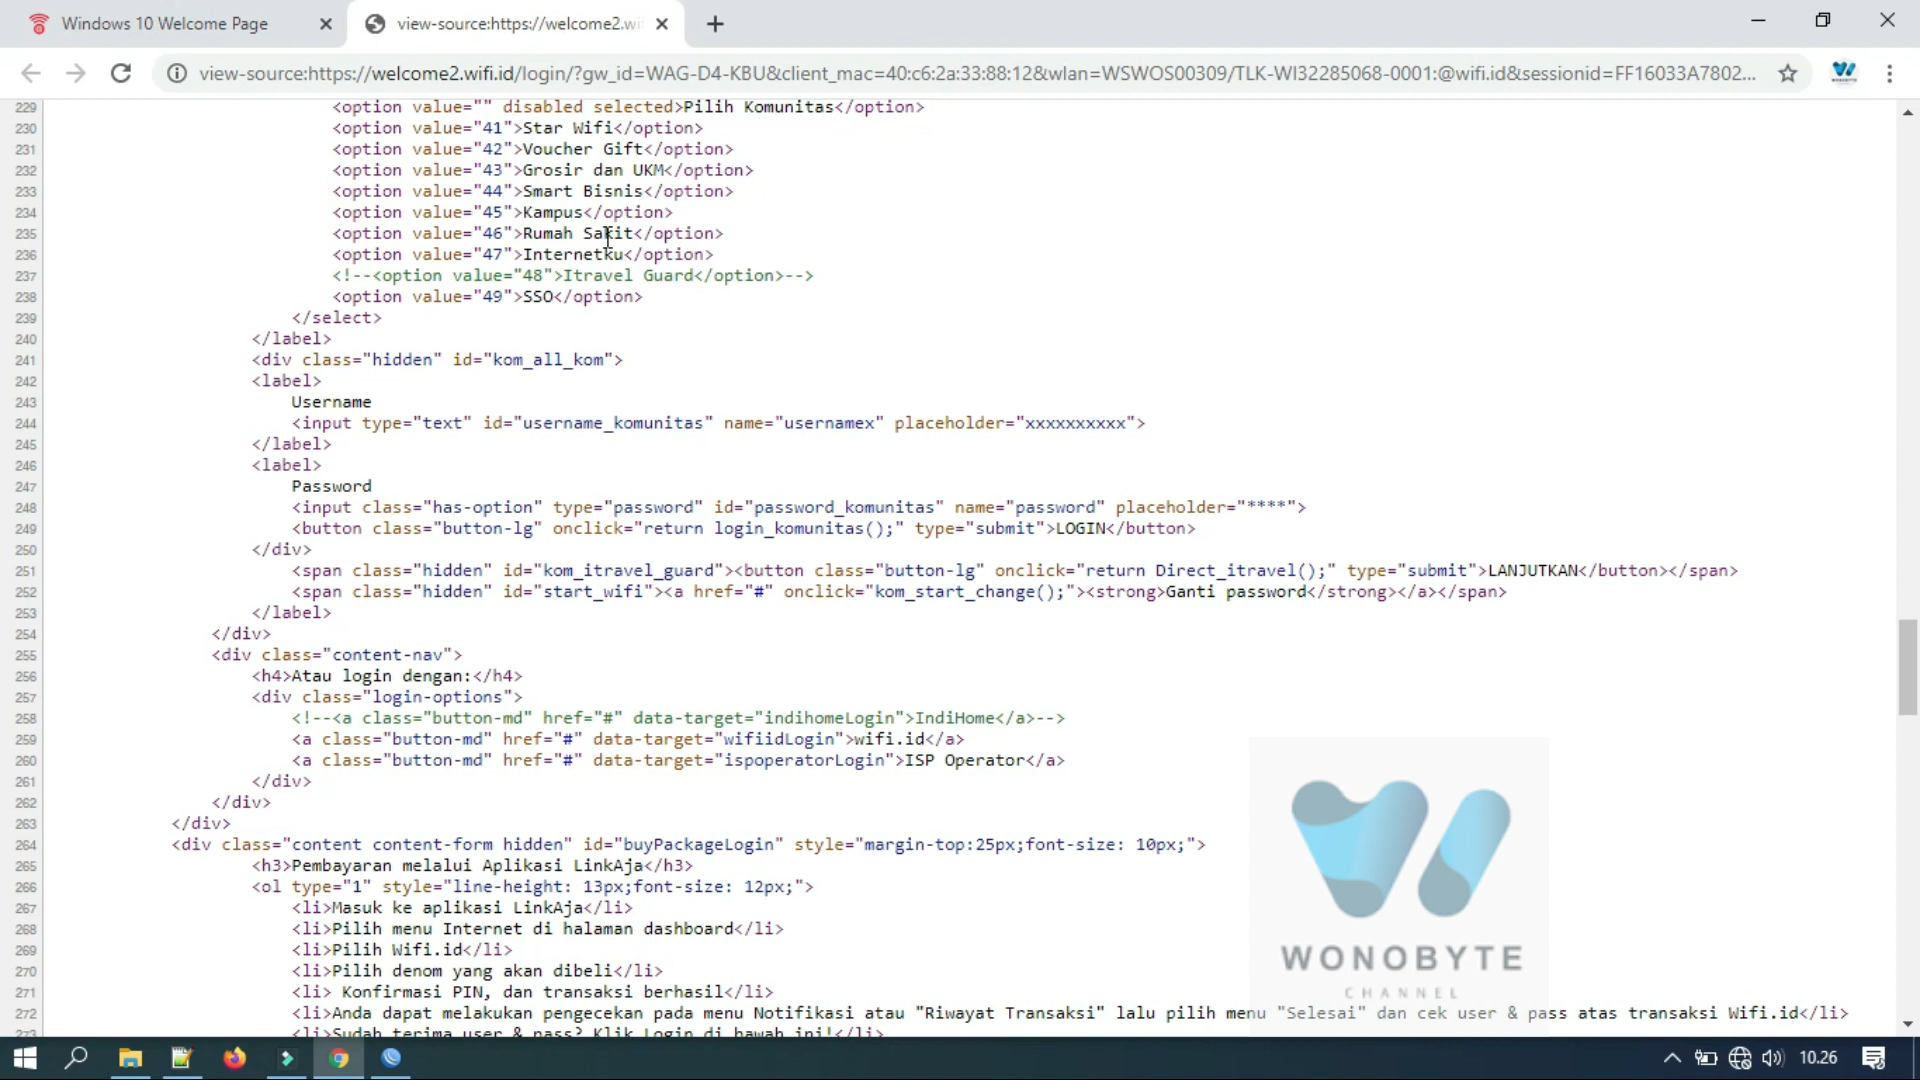 Windows 10 Welcome Page
view-source:https://welcome2.wi
view-source:https://welcome2.wifi.id/login/?gw_id=WAG-D4-KBU&client_mac=40:c6:2a:33:88:12&wlan=WSWOS00309/TLK-WI32285068-0001:@wifi.id&sessionid=FF16033A7802...
229 <option value="" disabled selected>Pilih Komunitas</option>
230 <option value="41">Star Wifi</option>
231 <option value="42">Voucher Gift</option>
232 <option value="43">Grosir dan UKM</option>
233 <option value="44">Smart Bisnis</option>
234 <option value="45">Kampus</option>
235 <option value="46">Rumah Sakit</option>
236 <option value="47">Internetku</option>
237 <!--<option value="48">Itravel Guard</option>-->
238 <option value="49">SSO</option>
239 </select>
240 </label>
241 <div class="hidden" id="kom_all_kom">
242 <label>
243 Username
244 <input type="text" id="username_komunitas" name="usernamex" placeholder="xxxxxxxxxx">
245 </label>
246 <label>
247 Password
248 <input class="has-option" type="password" id="password_komunitas" name="password" placeholder="****">
249 <button class="button-lg" onclick="return login_komunitas();" type="submit">LOGIN</button>
250 </div>
251 <span class="hidden" id="kom_itravel_guard"><button class="button-lg" onclick="return Direct_itravel();" type="submit">LANJUTKAN</button></span>
252 <span class="hidden" id="start_wifi"><a href="#" onclick="kom_start_change();"><strong>Ganti password</strong></a></span>
253 </label>
254 </div>
255 <div class="content-nav">
256 <h4>Atau login dengan:</h4>
257 <div class="login-options">
258 <!--<a class="button-md" href="#" data-target="indihomeLogin">IndiHome</a>-->
259 <a class="button-md" href="#" data-target="wifiidLogin">wifi.id</a>
260 <a class="button-md" href="#" data-target="ispoperatorLogin">ISP Operator</a>
261 </div>
262 </div>
263 </div>
264 <div class="content content-form hidden" id="buyPackageLogin" style="margin-top:25px;font-size: 10px;">
265 <h3>Pembayaran melalui Aplikasi LinkAja</h3>
266 <ol type="1" style="line-height: 13px;font-size: 12px;">
267 <li>Masuk ke aplikasi LinkAja</li>
268 <li>Pilih menu Internet di halaman dashboard</li>
269 <li>Pilih Wifi.id</li>
270 <li>Pilih denom yang akan dibeli</li>
271 <li> Konfirmasi PIN, dan transaksi berhasil</li>
272 <li>Anda dapat melakukan pengecekan pada menu Notifikasi atau "Riwayat Transaksi" lalu pilih menu "Selesai" dan cek user & pass atas transaksi Wifi.id</li>
273 <li>Sudah terima user & pass? Klik Login di bawah ini!</li>
WONOBYTE
CHANNEL
10.26